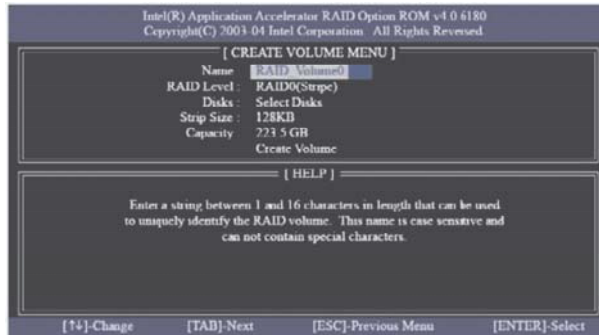 Intel(R) Application Accelerator RAID Option ROM v4 0 6180
Copyright(C) 2003-04 Intel Corporation All Rights Reversed
[ CREATE VOLUME MENU ]
Name RAID_Volume0
RAID Level : RAID0(Stripe)
Disks : Select Disks
Strip Size : 128KB
Capacity 223 5 GB
Create Volume
[ HELP ]
Enter a string between 1 and 16 characters in length that can be used
to uniquely identify the RAID volume. This name is case sensitive and
can not contain special characters.
[↑↓]-Change [TAB]-Next [ESC]-Previous Menu [ENTER]-Select